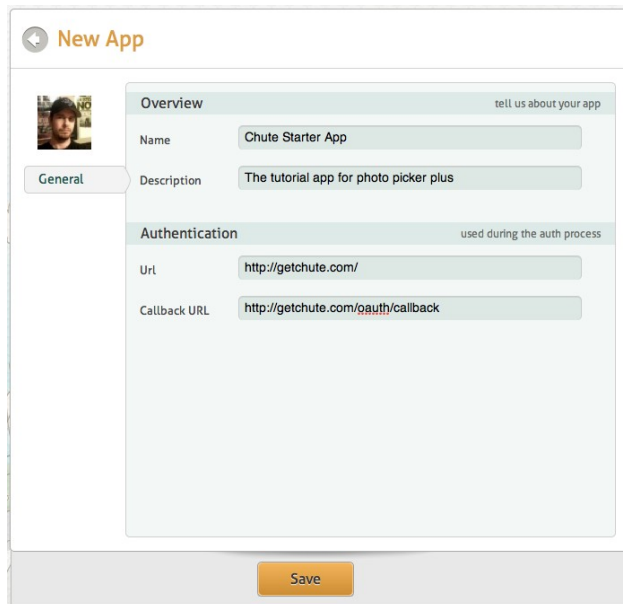 New App
Overview tell us about your app
Name Chute Starter App
General
Description The tutorial app for photo picker plus
Authentication used during the auth process
Url http://getchute.com/
Callback URL http://getchute.com/oauth/callback
Save